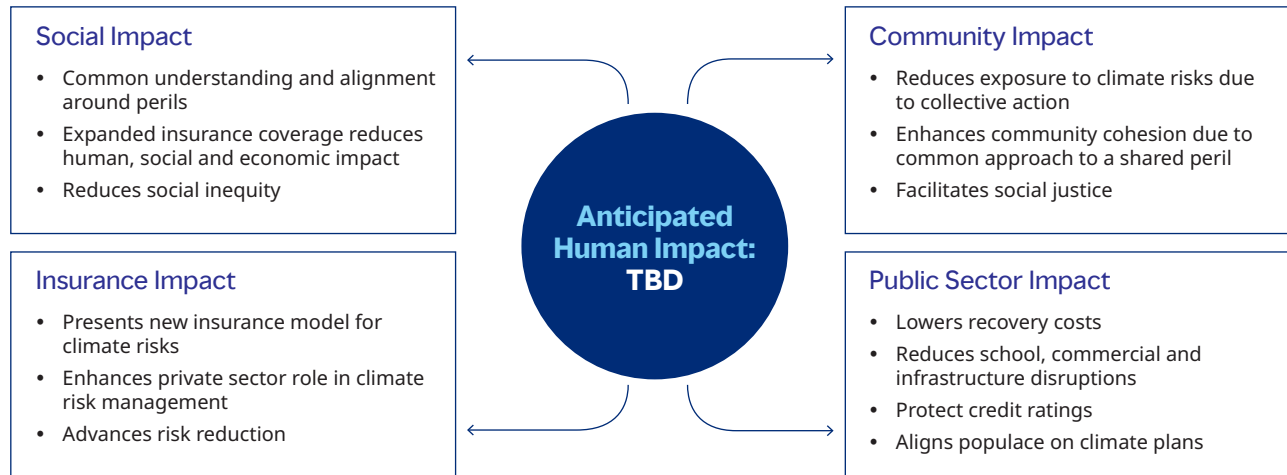 Social Impact
• Common understanding and alignment
around perils
• Expanded insurance coverage reduces
human, social and economic impact
• Reduces social inequity
Community Impact
• Reduces exposure to climate risks due
to collective action
• Enhances community cohesion due to
common approach to a shared peril
• Facilitates social justice
Anticipated
Human Impact:
TBD
Insurance Impact
• Presents new insurance model for
climate risks
• Enhances private sector role in climate
risk management
• Advances risk reduction
Public Sector Impact
• Lowers recovery costs
• Reduces school, commercial and
infrastructure disruptions
• Protect credit ratings
• Aligns populace on climate plans